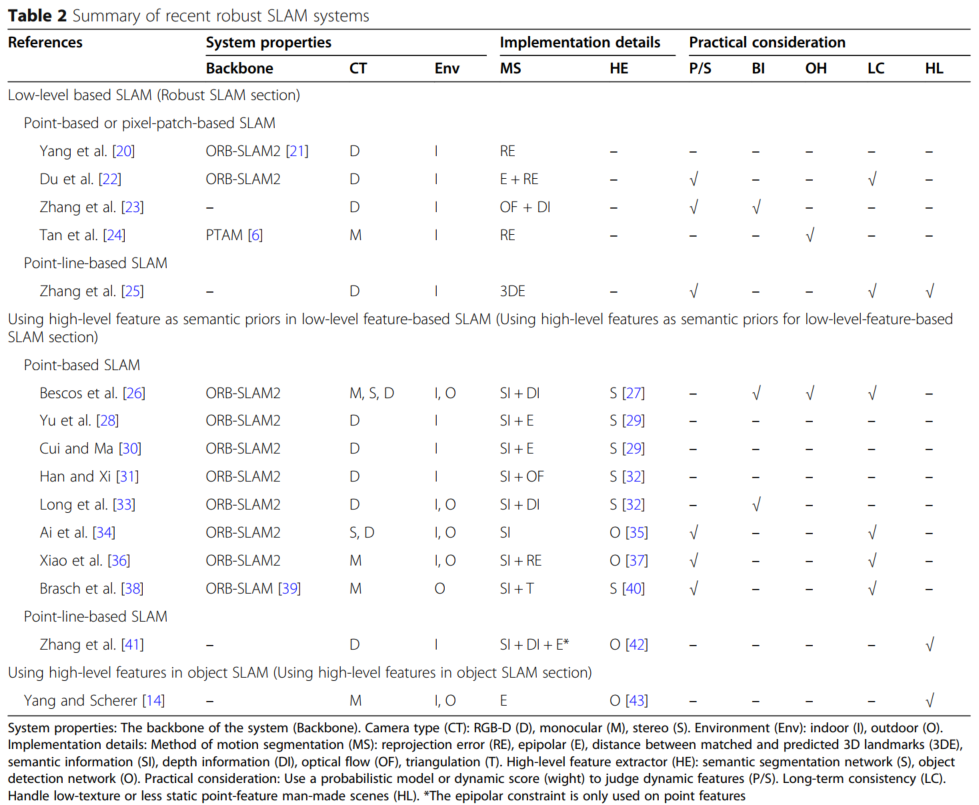 Table 2 Summary of recent robust SLAM systems
References System properties Implementation details Practical consideration
Backbone CT Env MS HE P/S BI OH LC HL
Low-level based SLAM (Robust SLAM section)
Point-based or pixel-patch-based SLAM
Yang et al. [20] ORB-SLAM2 [21] D I RE – – – – – –
Du et al. [22] ORB-SLAM2 D I E + RE – √ – – √ –
Zhang et al. [23] – D I OF + DI – √ √ – – –
Tan et al. [24] PTAM [6] M I RE – – – √ – –
Point-line-based SLAM
Zhang et al. [25] – D I 3DE – √ – – √ √
Using high-level feature as semantic priors in low-level feature-based SLAM (Using high-level features as semantic priors for low-level-feature-based
SLAM section)
Point-based SLAM
Bescos et al. [26] ORB-SLAM2 M, S, D I, O SI + DI S [27] – √ √ √ –
Yu et al. [28] ORB-SLAM2 D I SI + E S [29] – – – – –
Cui and Ma [30] ORB-SLAM2 D I SI + E S [29] – – – – –
Han and Xi [31] ORB-SLAM2 D I SI + OF S [32] – – – – –
Long et al. [33] ORB-SLAM2 D I, O SI + DI S [32] – √ – – –
Ai et al. [34] ORB-SLAM2 S, D I, O SI O [35] √ – – √ –
Xiao et al. [36] ORB-SLAM2 M I, O SI + RE O [37] √ – – √ –
Brasch et al. [38] ORB-SLAM [39] M O SI + T S [40] √ – – √ –
Point-line-based SLAM
Zhang et al. [41] – D I SI + DI + E* O [42] – – – – √
Using high-level features in object SLAM (Using high-level features in object SLAM section)
Yang and Scherer [14] – M I, O E O [43] – – – – √
System properties: The backbone of the system (Backbone). Camera type (CT): RGB-D (D), monocular (M), stereo (S). Environment (Env): indoor (I), outdoor (O).
Implementation details: Method of motion segmentation (MS): reprojection error (RE), epipolar (E), distance between matched and predicted 3D landmarks (3DE),
semantic information (SI), depth information (DI), optical flow (OF), triangulation (T). High-level feature extractor (HE): semantic segmentation network (S), object
detection network (O). Practical consideration: Use a probabilistic model or dynamic score (wight) to judge dynamic features (P/S). Long-term consistency (LC).
Handle low-texture or less static point-feature man-made scenes (HL). *The epipolar constraint is only used on point features